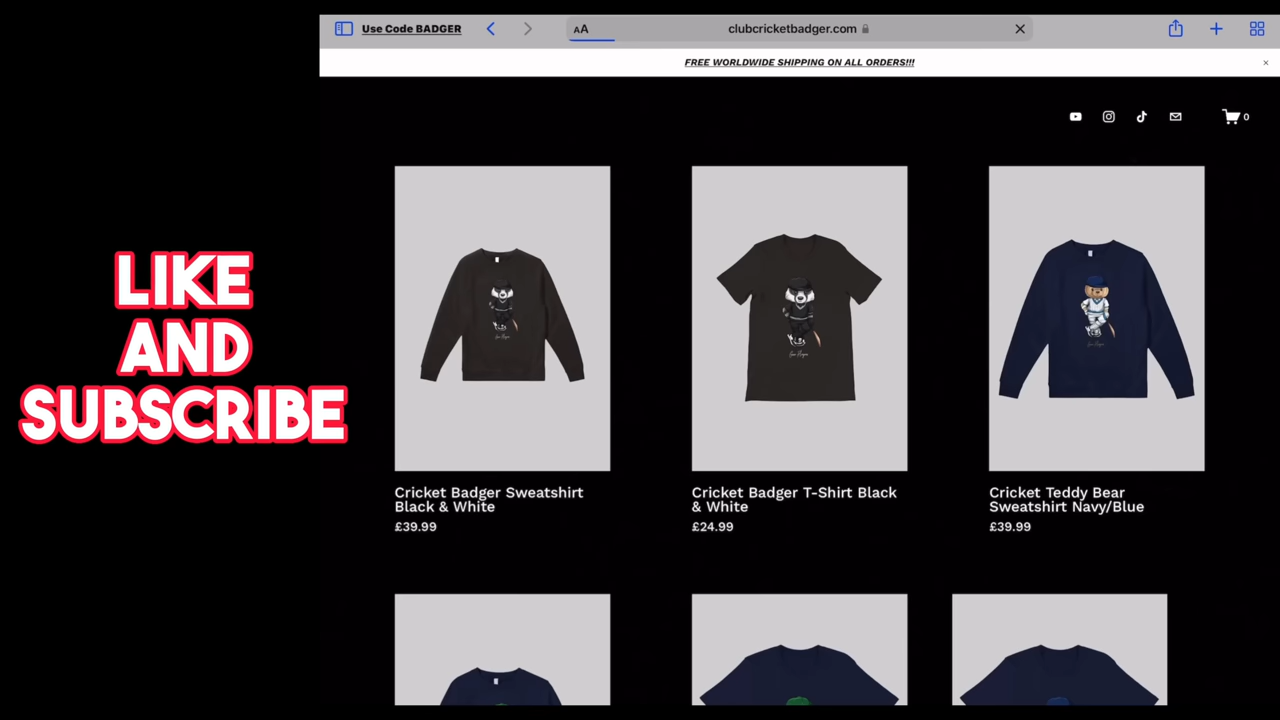 Use Code BADGER
AA
clubcricketbadger.com
FREE WORLDWIDE SHIPPING ON ALL ORDERS!!!
0
LIKE
AND
SUBSCRIBE
Cricket Badger Sweatshirt
Black & White
£39.99
Cricket Badger T-Shirt Black
& White
£24.99
Cricket Teddy Bear
Sweatshirt Navy/Blue
£39.99